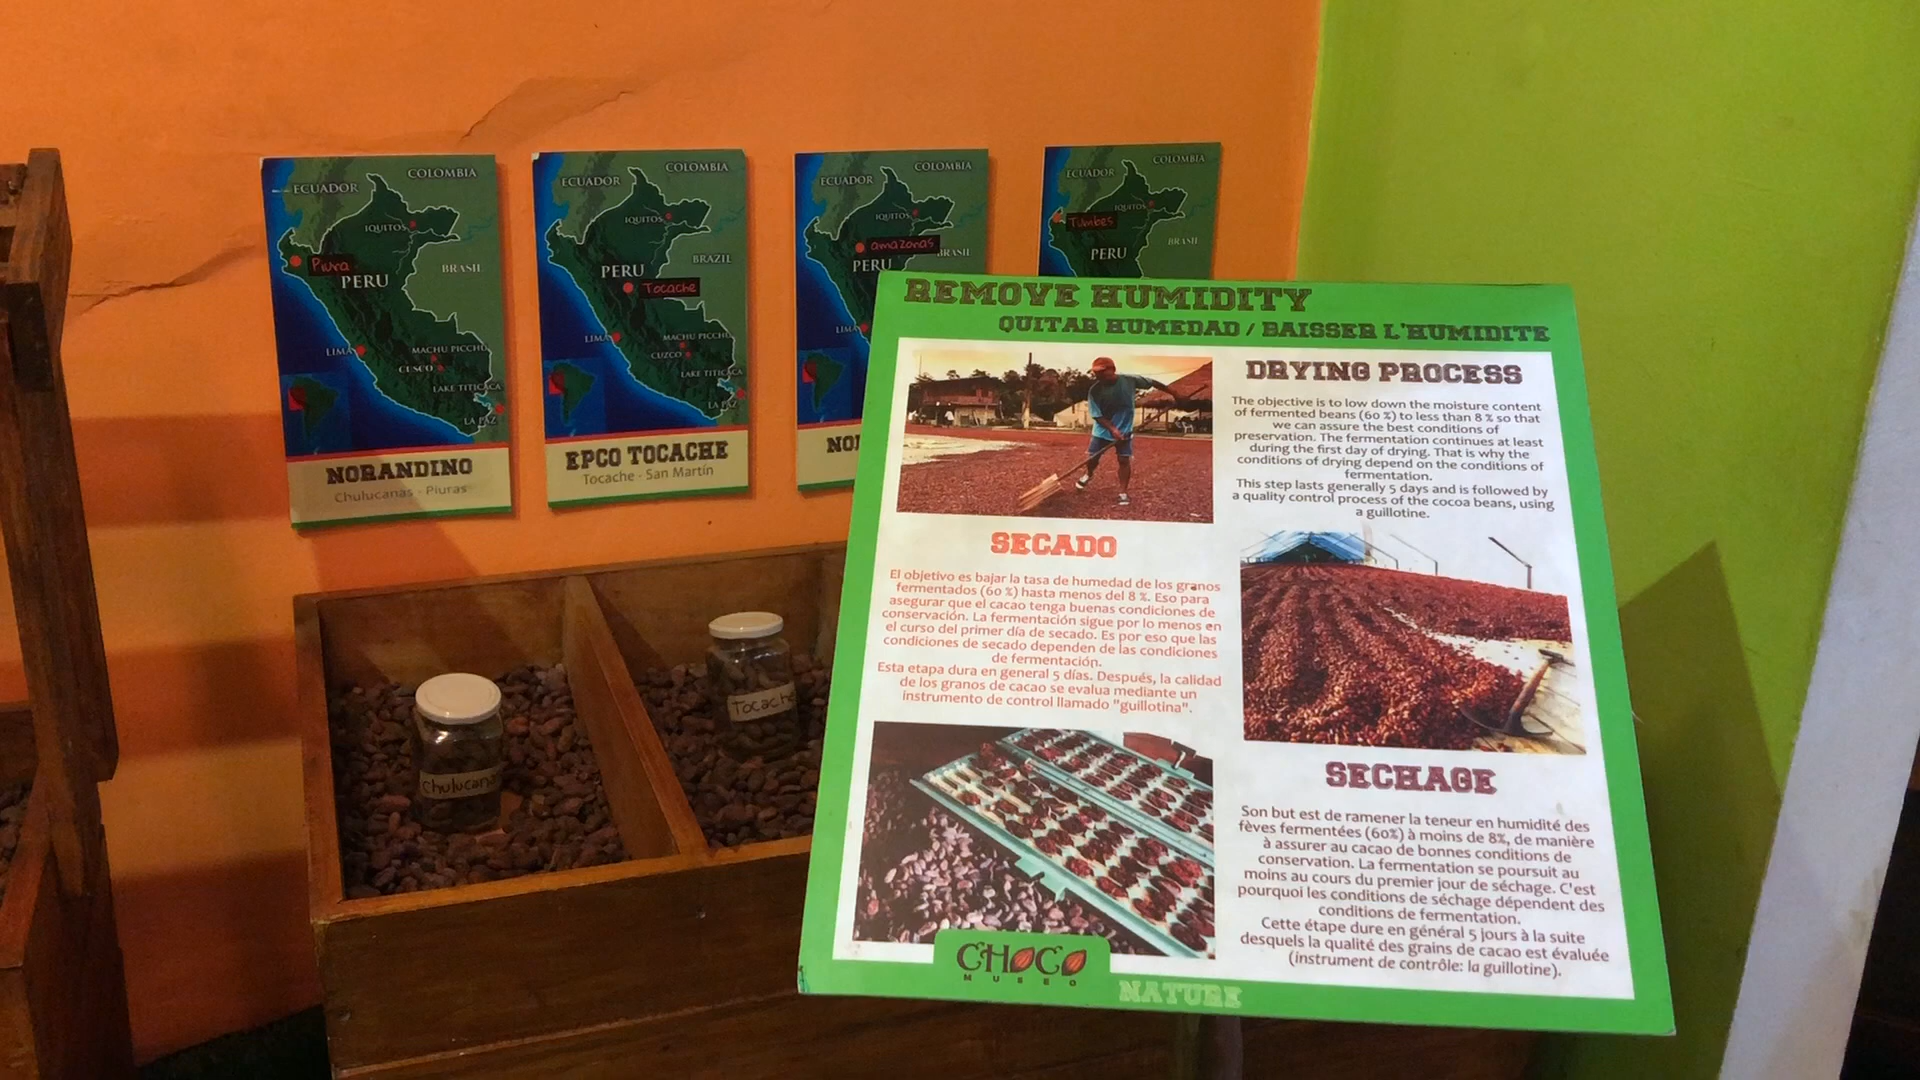 ECUADOR
COLOMBIA
IQUITOS
Piura
PERU
BRASIL
LIMA
MACHU PICCHU
CUSCO
LAKE TITICACA
LA PAZ
NORANDINO
Chulucanas - Piuras
ECUADOR
COLOMBIA
IQUITOS
PERU
BRAZIL
Tocache
LIMA
MACHU PICCHU
CUZCO
LAKE TITICACA
LA PAZ
EPCO TOCACHE
Tocache - San Martín
ECUADOR
COLOMBIA
IQUITOS
amazonas
PERU
BRASIL
LIMA
ECUADOR
COLOMBIA
IQUITOS
Tumbes
PERU
BRASIL
Tocache
REMOVE HUMIDITY
QUITAR HUMEDAD / BAISSER L'HUMIDITE
DRYING PROCESS
The objective is to low down the moisture content
of fermented beans (60 %) to less than 8 % so that
we can assure the best conditions of
preservation. The fermentation continues at least
during the first day of drying. That is why the
conditions of drying depend on the conditions of
fermentation.
This step lasts generally 5 days and is followed by
a quality control process of the cocoa beans, using
a guillotine.
SECADO
El objetivo es bajar la tasa de humedad de los granos
fermentados (60 %) hasta menos del 8 %. Eso para
asegurar que el cacao tenga buenas condiciones de
conservación. La fermentación sigue por lo menos en
el curso del primer día de secado. Es por eso que las
condiciones de secado dependen de las condiciones
de fermentación.
Esta etapa dura en general 5 días. Después, la calidad
de los granos de cacao se evalua mediante un
instrumento de control llamado "guillotina".
SECHAGE
Son but est de ramener la teneur en humidité des
fèves fermentées (60%) à moins de 8%, de manière
à assurer au cacao de bonnes conditions de
conservation. La fermentation se poursuit au
moins au cours du premier jour de séchage. C'est
pourquoi les conditions de séchage dépendent des
conditions de fermentation.
Cette étape dure en général 5 jours à la suite
desquels la qualité des grains de cacao est évaluée
(instrument de contrôle: la guillotine).
CHOCO
MUSEO
NATURE